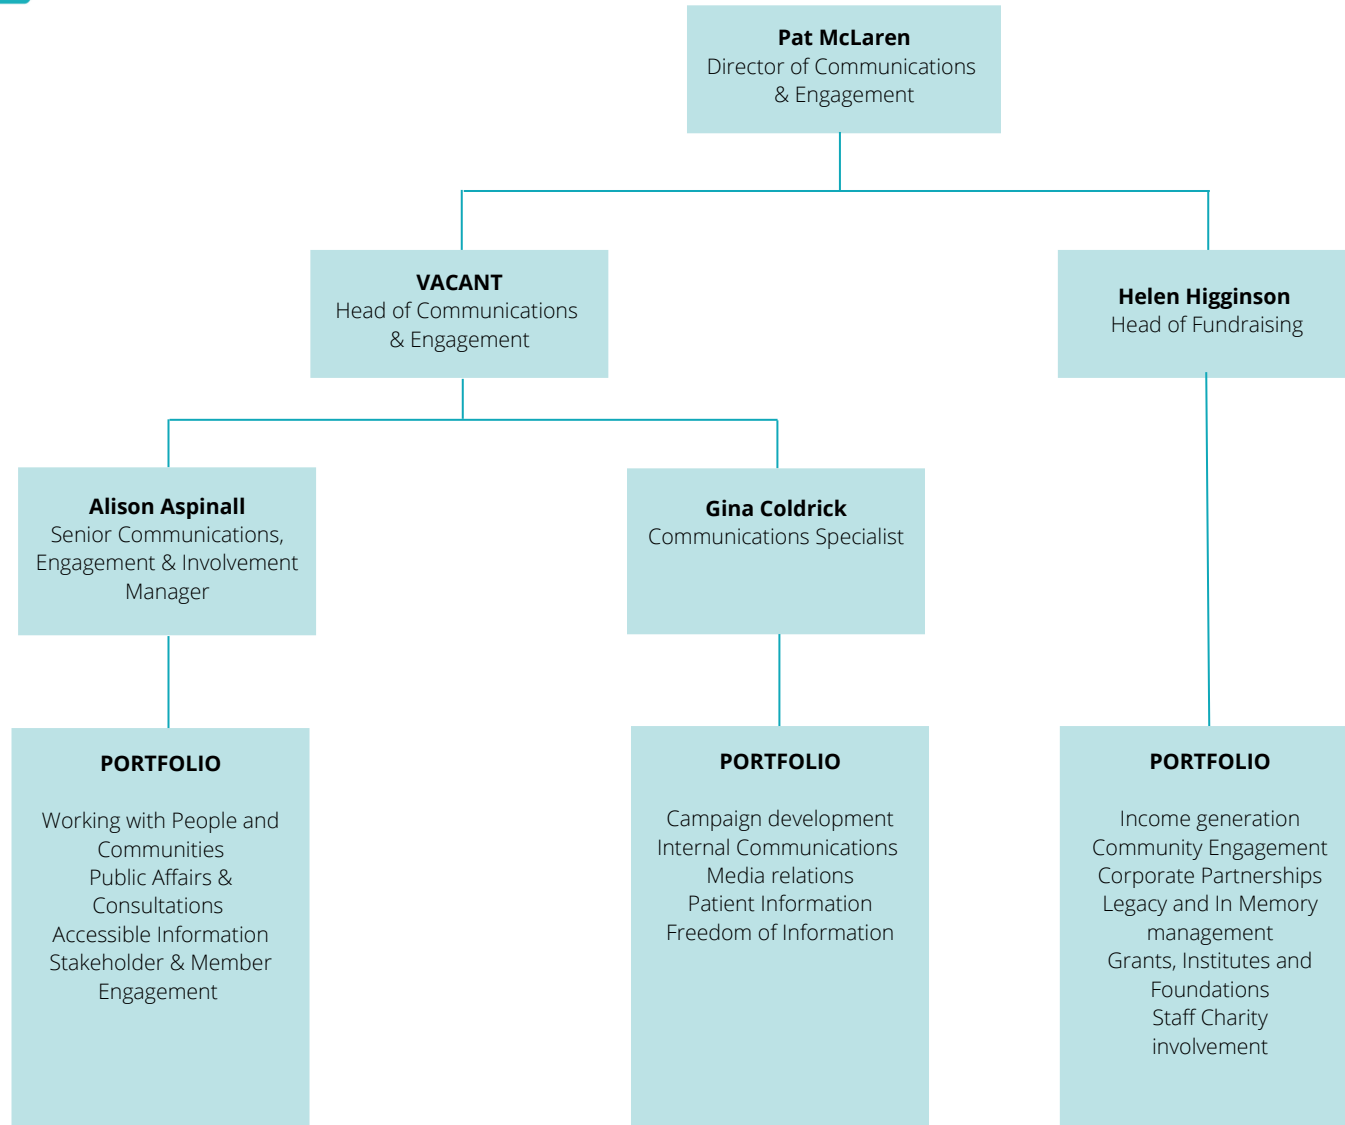 Pat McLaren
Director of Communications
& Engagement
VACANT
Head of Communications
& Engagement
Helen Higginson
Head of Fundraising
Alison Aspinall
Senior Communications,
Engagement & Involvement
Manager
Gina Coldrick
Communications Specialist
PORTFOLIO
Working with People and
Communities
Public Affairs &
Consultations
Accessible Information
Stakeholder & Member
Engagement
PORTFOLIO
Campaign development
Internal Communications
Media relations
Patient Information
Freedom of Information
PORTFOLIO
Income generation
Community Engagement
Corporate Partnerships
Legacy and In Memory
management
Grants, Institutes and
Foundations
Staff Charity
involvement